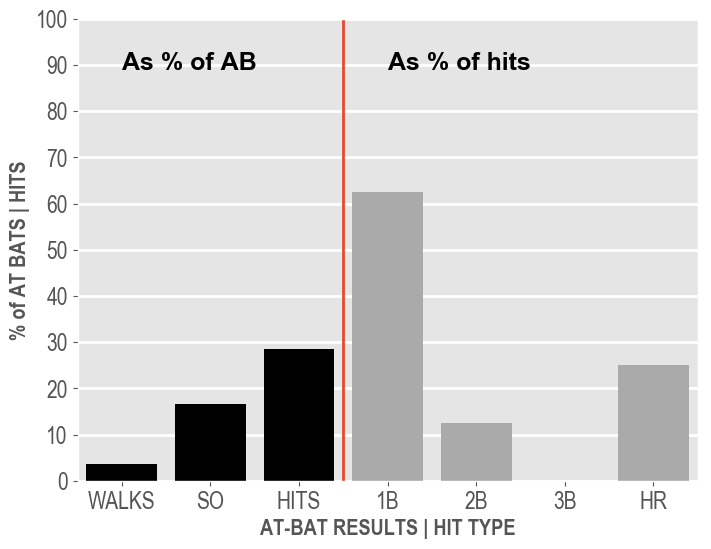 100
As % of AB As % of hits
90
80
70
60
50
40
30
20
10
0
% of AT BATS | HITS
WALKS SO HITS 1B 2B 3B HR
AT-BAT RESULTS | HIT TYPE